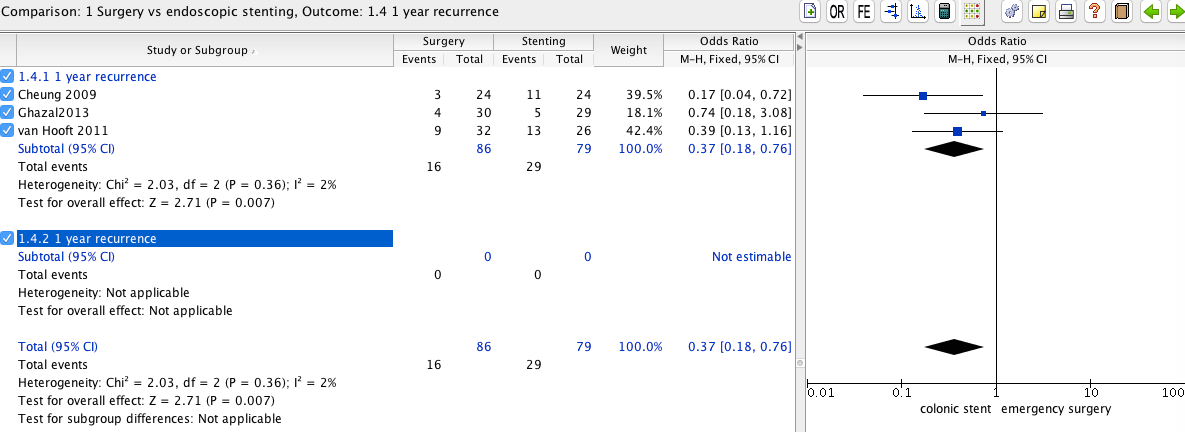 Comparison: 1 Surgery vs endoscopic stenting, Outcome: 1.4 1 year recurrence OR FE ?
Surgery Stenting Odds Ratio Odds Ratio
Study or Subgroup Weight
Events Total Events Total M-H, Fixed, 95% CI M-H, Fixed, 95% CI
1.4.1 1 year recurrence
Cheung 2009 3 24 11 24 39.5% 0.17 [0.04, 0.72]
Ghazal2013 4 30 5 29 18.1% 0.74 [0.18, 3.08]
van Hooft 2011 9 32 13 26 42.4% 0.39 [0.13, 1.16]
Subtotal (95% CI) 86 79 100.0% 0.37 [0.18, 0.76]
Total events 16 29
Heterogeneity: Chi² = 2.03, df = 2 (P = 0.36); I² = 2%
Test for overall effect: Z = 2.71 (P = 0.007)
1.4.2 1 year recurrence
Subtotal (95% CI) 0 0 Not estimable
Total events 0 0
Heterogeneity: Not applicable
Test for overall effect: Not applicable
Total (95% CI) 86 79 100.0% 0.37 [0.18, 0.76]
Total events 16 29
Heterogeneity: Chi² = 2.03, df = 2 (P = 0.36); I² = 2%
Test for overall effect: Z = 2.71 (P = 0.007)
Test for subgroup differences: Not applicable
0.01 0.1 1 10 100
colonic stent emergency surgery